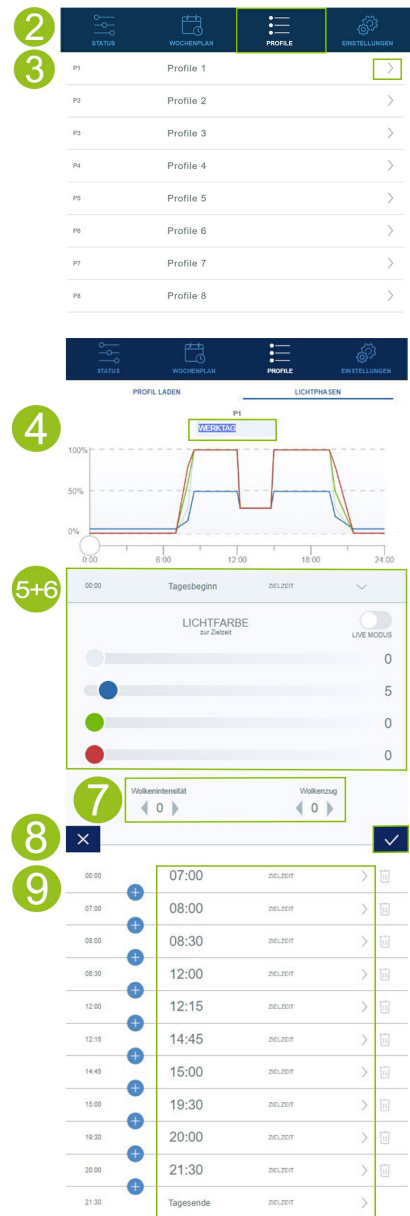 2
STATUS WOCHENPLAN PROFILE EINSTELLUNGEN
3
P1 Profile 1
P2 Profile 2
P3 Profile 3
P4 Profile 4
P5 Profile 5
P6 Profile 6
P7 Profile 7
P8 Profile 8
STATUS WOCHENPLAN PROFILE EINSTELLUNGEN
PROFIL LADEN LICHTPHASEN
4
P1
WERKTAG
100%
50%
0%
0:00 6:00 12:00 18:00 24:00
5+6
00:00 Tagesbeginn ZIELZEIT
LICHTFARBE
zur Zielzeit
LIVE MODUS
0
5
0
0
7
Wolkenintensität Wolkenzug
0 0
8
9
00:00 07:00 ZIELZEIT
07:00 08:00 ZIELZEIT
08:00 08:30 ZIELZEIT
08:30 12:00 ZIELZEIT
12:00 12:15 ZIELZEIT
12:15 14:45 ZIELZEIT
14:45 15:00 ZIELZEIT
15:00 19:30 ZIELZEIT
19:30 20:00 ZIELZEIT
20:00 21:30 ZIELZEIT
21:30 Tagesende ZIELZEIT